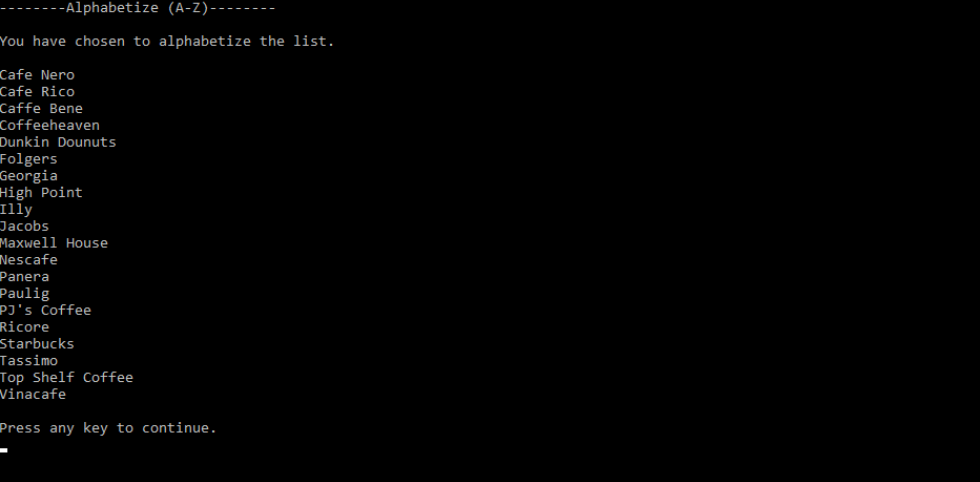 --------Alphabetize (A-Z)--------
You have chosen to alphabetize the list.
Cafe Nero
Cafe Rico
Caffe Bene
Coffeeheaven
Dunkin Dounuts
Folgers
Georgia
High Point
Illy
Jacobs
Maxwell House
Nescafe
Panera
Paulig
PJ's Coffee
Ricore
Starbucks
Tassimo
Top Shelf Coffee
Vinacafe
Press any key to continue.